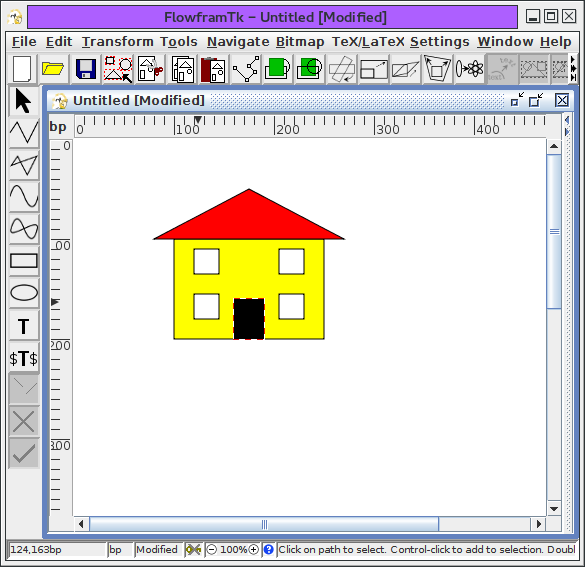 FlowframTk – Untitled [Modified]
File Edit Transform Tools Navigate Bitmap TeX/LaTeX Settings Window Help
Untitled [Modified]
bp 0 100 200 300 400
0
100
200
300
T
$T$
124,163bp bp Modified 100% Click on path to select. Control-click to add to selection. Doubl